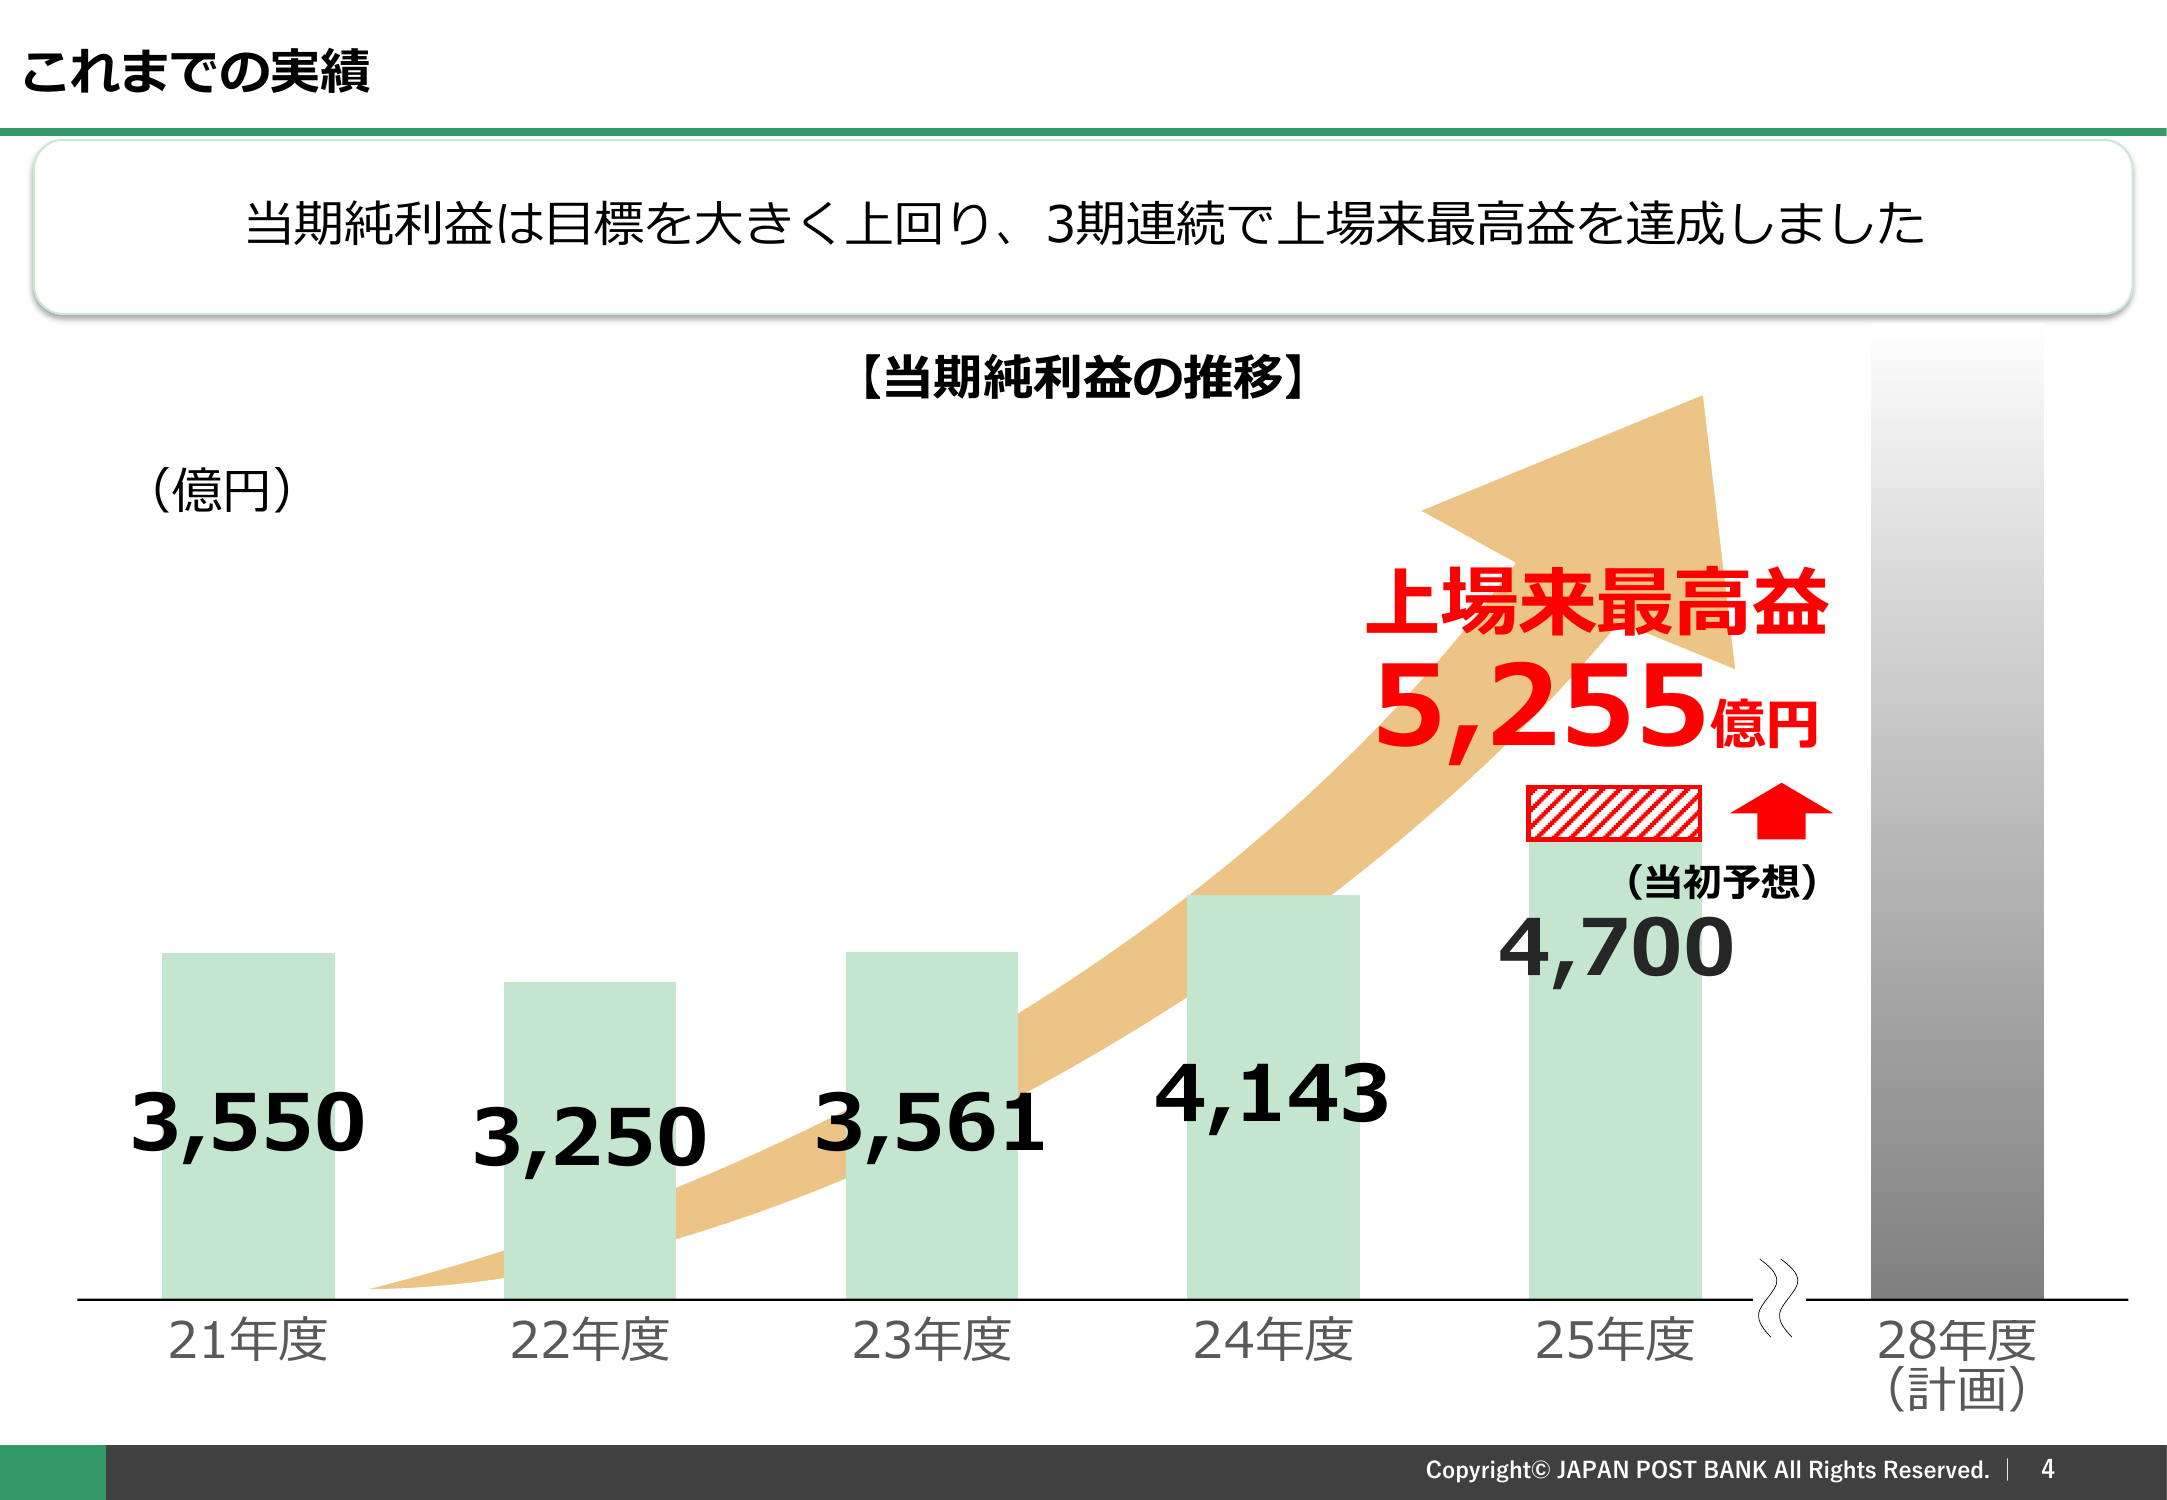 これまでの実績
当期純利益は目標を大きく上回り、3期連続で上場来最高益を達成しました
【当期純利益の推移】
（億円）
上場来最高益
5,255億円
（当初予想）
4,700
4,143
3,550
3,250
3,561
21年度
22年度
23年度
24年度
25年度
28年度
（計画）
Copyright© JAPAN POST BANK All Rights Reserved.
4